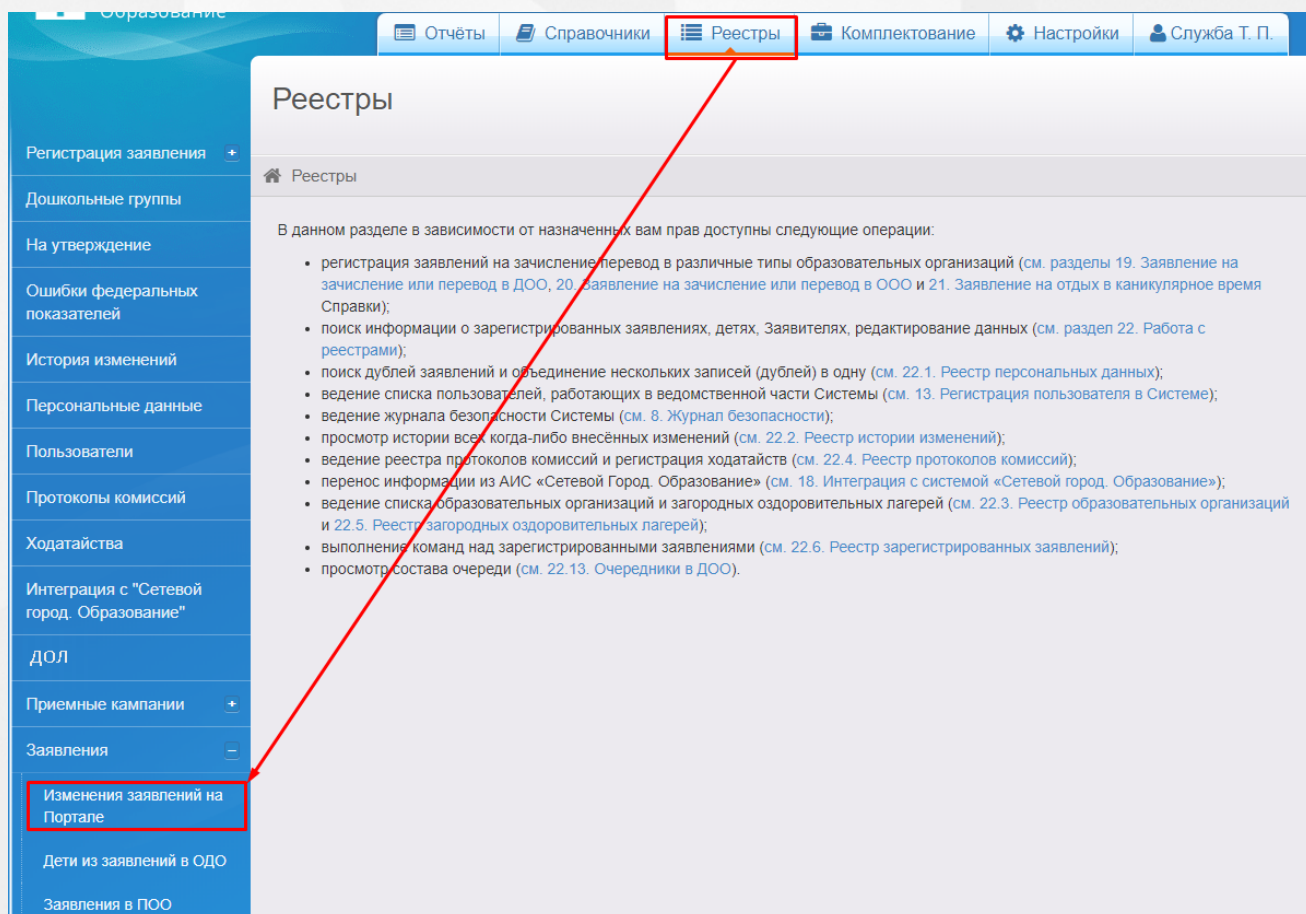 Образование
Отчёты
Справочники
Реестры
Комплектование
Настройки
Служба Т. П.
Реестры
Реестры
Регистрация заявления
Дошкольные группы
На утверждение
Ошибки федеральных
показателей
История изменений
Персональные данные
Пользователи
Протоколы комиссий
Ходатайства
Интеграция с "Сетевой
город. Образование"
ДОЛ
Приемные кампании
Заявления
Изменения заявлений на
Портале
Дети из заявлений в ОДО
Заявления в ПОО
В данном разделе в зависимости от назначенных вам прав доступны следующие операции:
• регистрация заявлений на зачисление перевод в различные типы образовательных организаций (см. разделы 19. Заявление на
зачисление или перевод в ДОО, 20. Заявление на зачисление или перевод в ООО и 21. Заявление на отдых в каникулярное время
Справки);
• поиск информации о зарегистрированных заявлениях, детях, Заявителях, редактирование данных (см. раздел 22. Работа с
реестрами);
• поиск дублей заявлений и объединение нескольких записей (дублей) в одну (см. 22.1. Реестр персональных данных);
• ведение списка пользователей, работающих в ведомственной части Системы (см. 13. Регистрация пользователя в Системе);
• ведение журнала безопасности Системы (см. 8. Журнал безопасности);
• просмотр истории всех когда-либо внесённых изменений (см. 22.2. Реестр истории изменений);
• ведение реестра протоколов комиссий и регистрация ходатайств (см. 22.4. Реестр протоколов комиссий);
• перенос информации из АИС «Сетевой Город. Образование» (см. 18. Интеграция с системой «Сетевой город. Образование»);
• ведение списка образовательных организаций и загородных оздоровительных лагерей (см. 22.3. Реестр образовательных организаций
и 22.5. Реестр загородных оздоровительных лагерей);
• выполнение команд над зарегистрированными заявлениями (см. 22.6. Реестр зарегистрированных заявлений);
• просмотр состава очереди (см. 22.13. Очередники в ДОО).